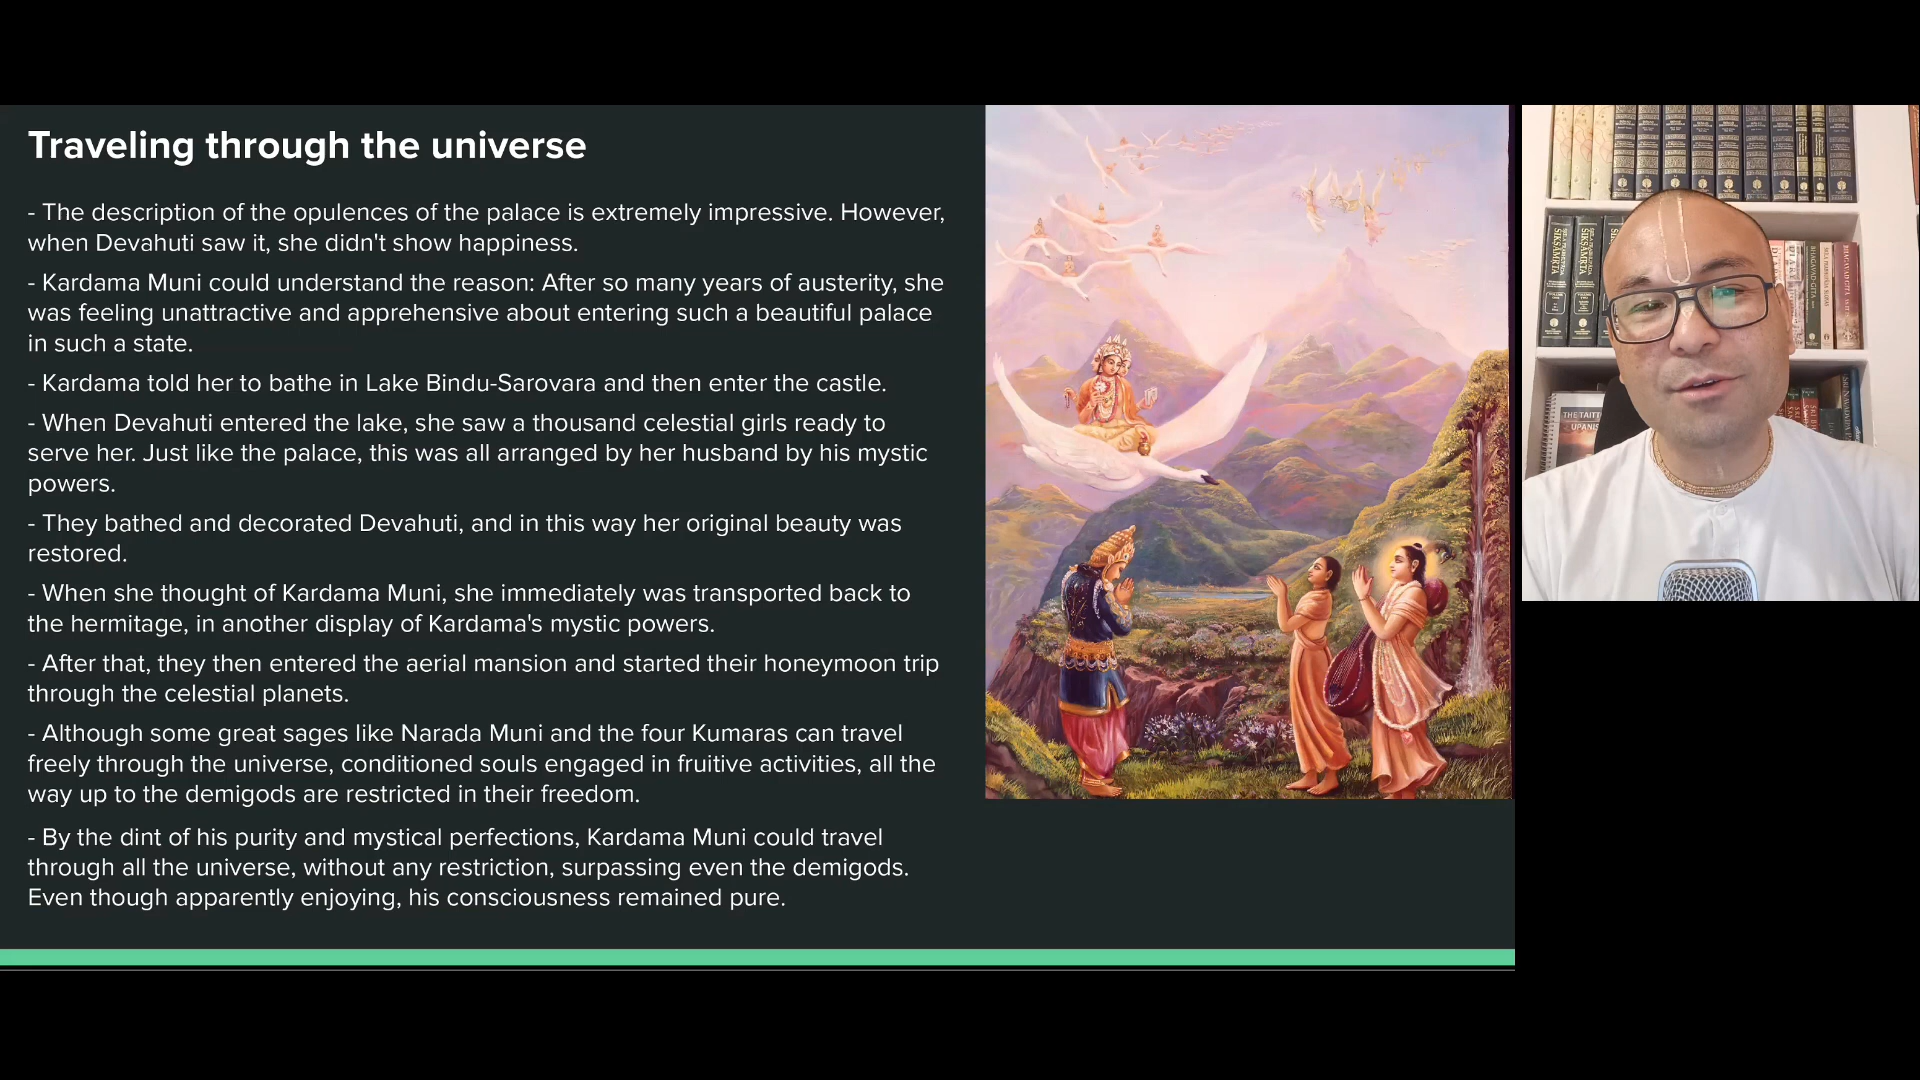 Traveling through the universe
- The description of the opulences of the palace is extremely impressive. However,
when Devahuti saw it, she didn't show happiness.
- Kardama Muni could understand the reason: After so many years of austerity, she
was feeling unattractive and apprehensive about entering such a beautiful palace
in such a state.
- Kardama told her to bathe in Lake Bindu-Sarovara and then enter the castle.
- When Devahuti entered the lake, she saw a thousand celestial girls ready to
serve her. Just like the palace, this was all arranged by her husband by his mystic
powers.
- They bathed and decorated Devahuti, and in this way her original beauty was
restored.
- When she thought of Kardama Muni, she immediately was transported back to
the hermitage, in another display of Kardama's mystic powers.
- After that, they then entered the aerial mansion and started their honeymoon trip
through the celestial planets.
- Although some great sages like Narada Muni and the four Kumaras can travel
freely through the universe, conditioned souls engaged in fruitive activities, all the
way up to the demigods are restricted in their freedom.
- By the dint of his purity and mystical perfections, Kardama Muni could travel
through all the universe, without any restriction, surpassing even the demigods.
Even though apparently enjoying, his consciousness remained pure.
ŚIKṢĀMṚTA
ŚIKṢĀMṚTA
BHAGAVAD-GITA
THE TAITT
UPANIS